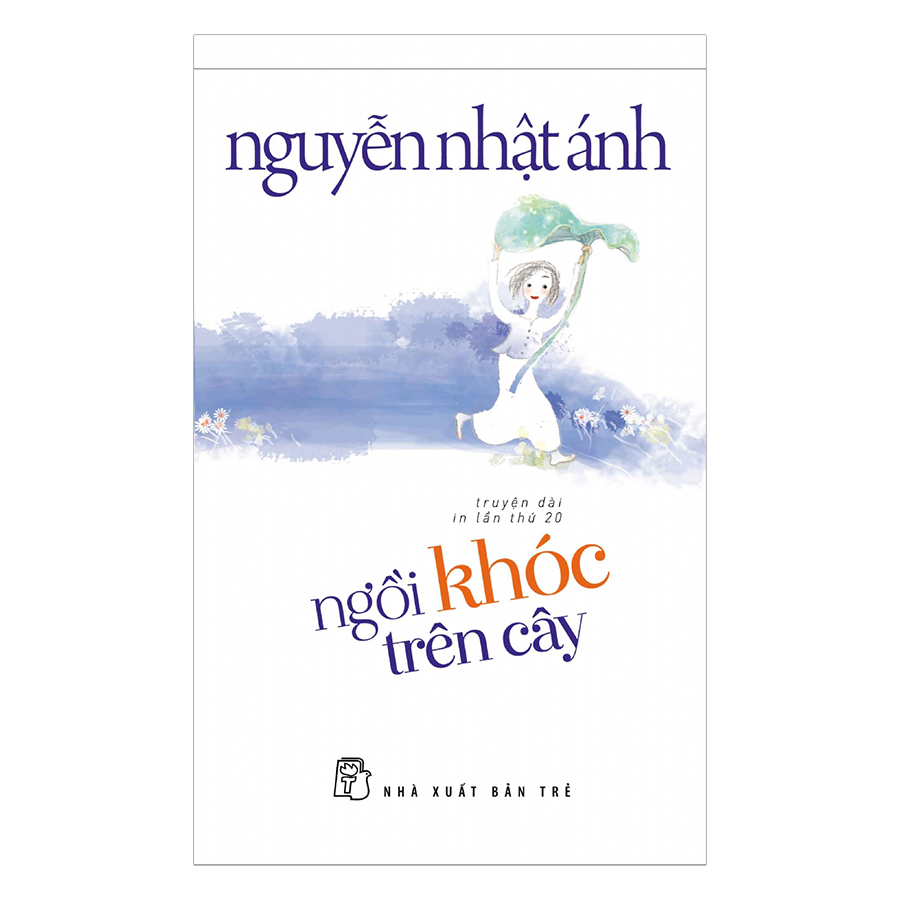 nguyễn nhật ánh
truyện dài
in lần thứ 20
ngồi khóc
trên cây
T
NHÀ XUẤT BẢN TRẺ